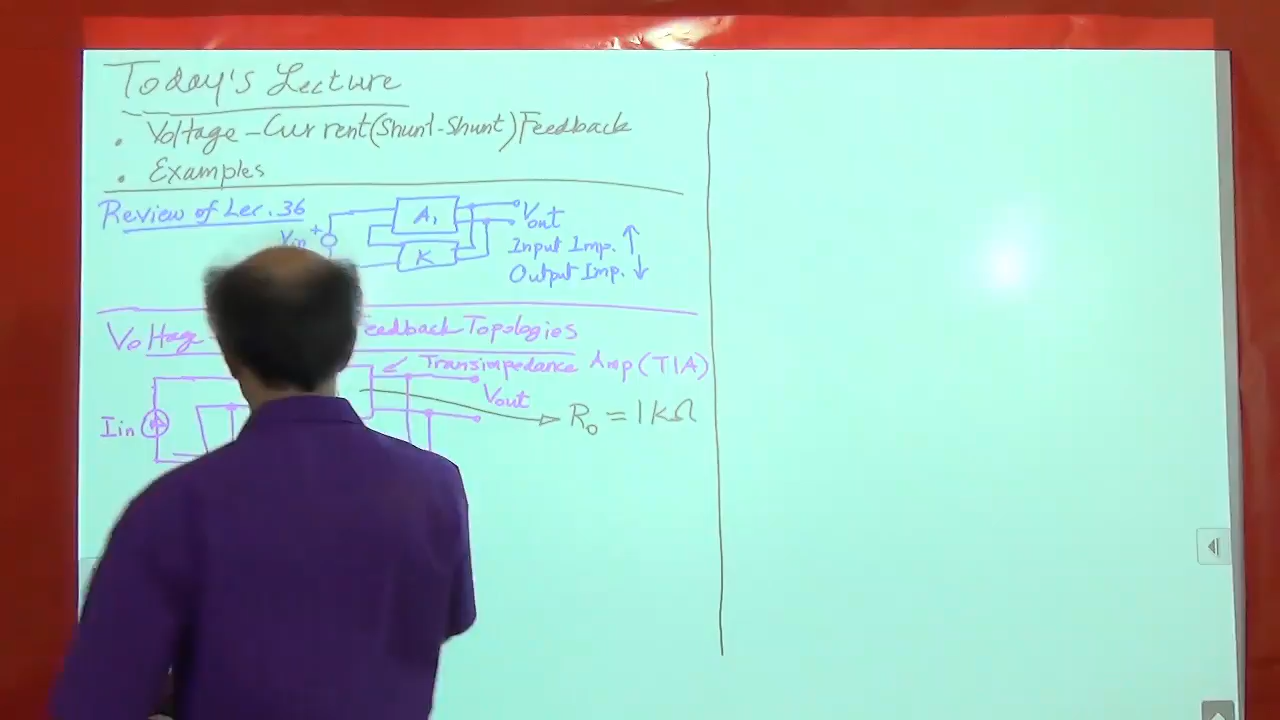 Today's Lecture
• Voltage-Current (Shunt-Shunt) Feedback
• Examples
Review of Lec. 36
Vin + A1 Vout
K Input Imp. ↑
Output Imp. ↓
Voltage - Feedback Topologies
Transimpedance Amp (TIA)
Iin Vout
R0 = 1KΩ